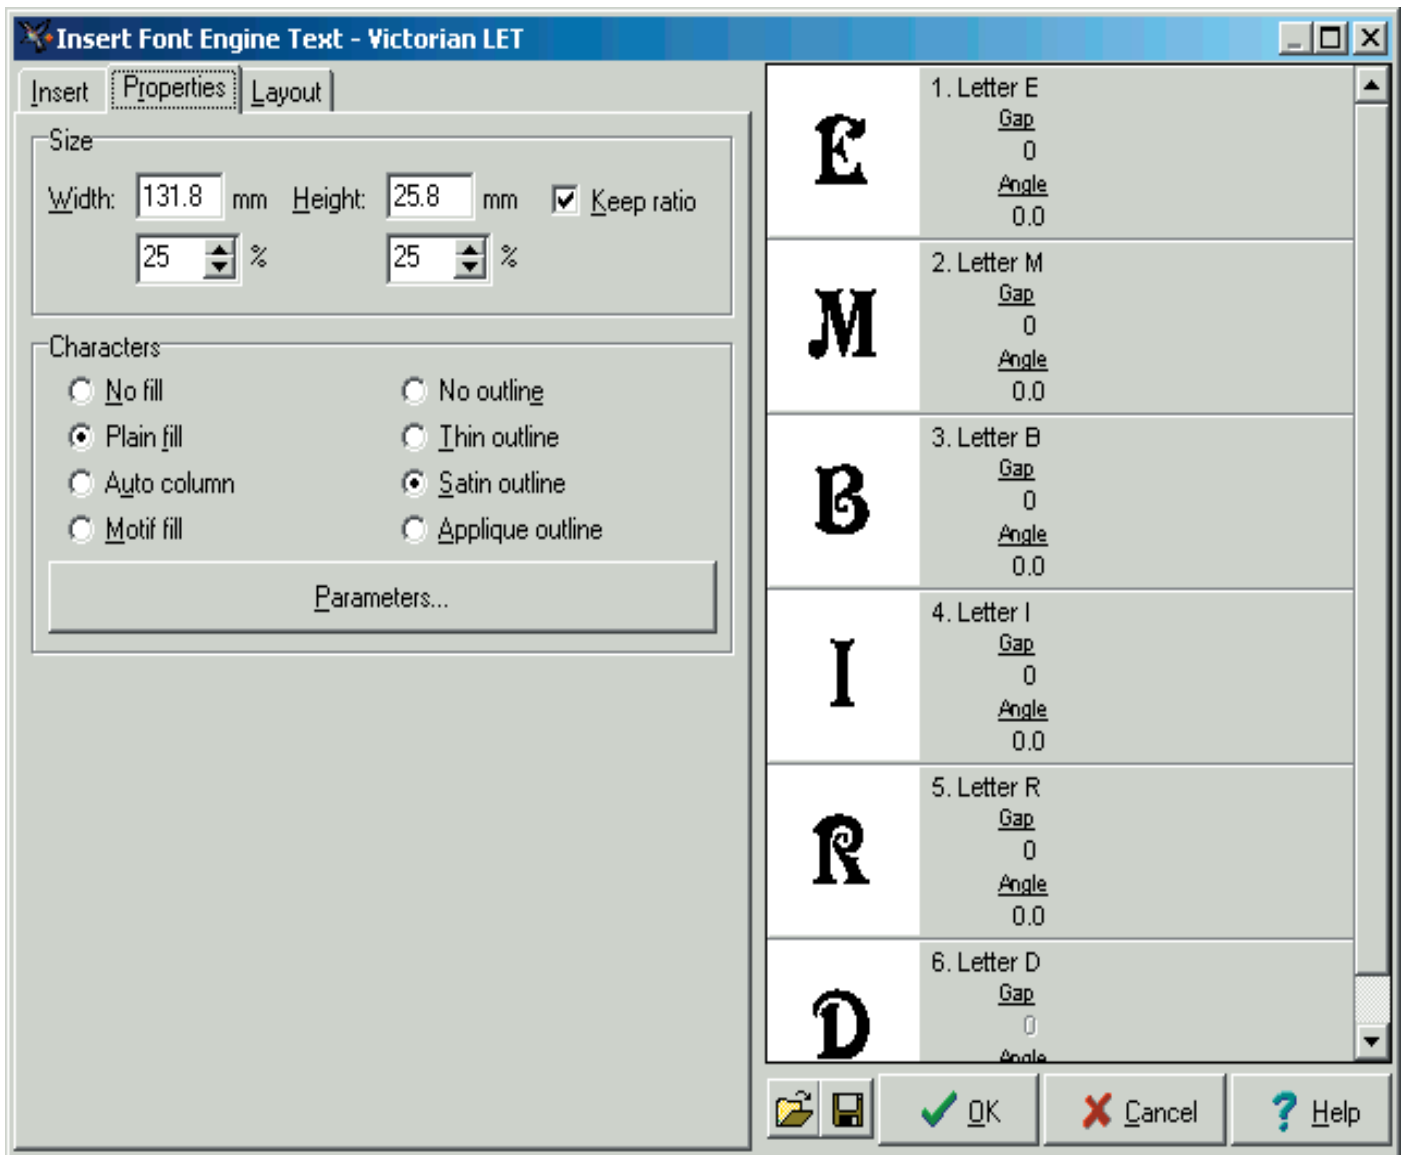 Insert Font Engine Text - Victorian LET
Insert Properties Layout
Size
Width: 131.8 mm Height: 25.8 mm Keep ratio
25 % 25 %
Characters
No fill No outline
Plain fill Thin outline
Auto column Satin outline
Motif fill Applique outline
Parameters...
E
1. Letter E
Gap
0
Angle
0.0
M
2. Letter M
Gap
0
Angle
0.0
B
3. Letter B
Gap
0
Angle
0.0
I
4. Letter I
Gap
0
Angle
0.0
R
5. Letter R
Gap
0
Angle
0.0
D
6. Letter D
Gap
0
Angle
OK Cancel ? Help